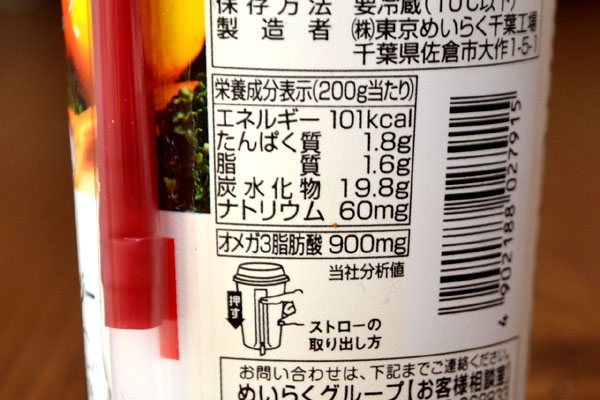 保存方法 要冷蔵(10℃以下)
製造者 ㈱東京めいらく千葉工場
千葉県佐倉市大作1-5-1
栄養成分表示(200g当たり)
エネルギー 101kcal
たんぱく質 1.8g
脂質 1.6g
炭水化物 19.8g
ナトリウム 60mg
オメガ3脂肪酸 900mg
当社分析値
押す
ストローの
取り出し方
4 902188 027915
お問い合わせは、下記までご連絡ください。
めいらくグループ【お客様相談室】